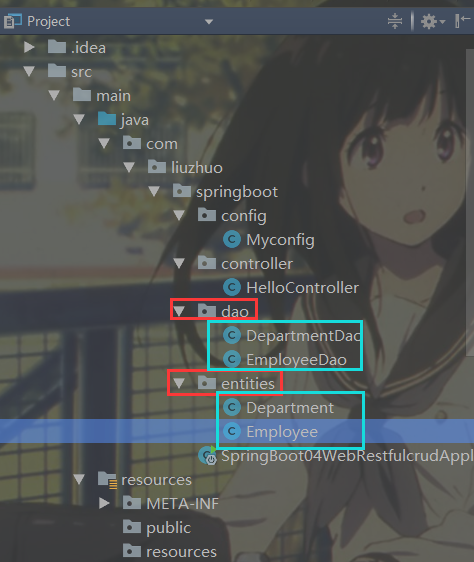 Project
.idea
src
main
java
com
liuzhuo
springboot
config
Myconfig
controller
HelloController
dao
DepartmentDao
EmployeeDao
entities
Department
Employee
SpringBoot04WebRestfulcrudAppl
resources
META-INF
public
resources